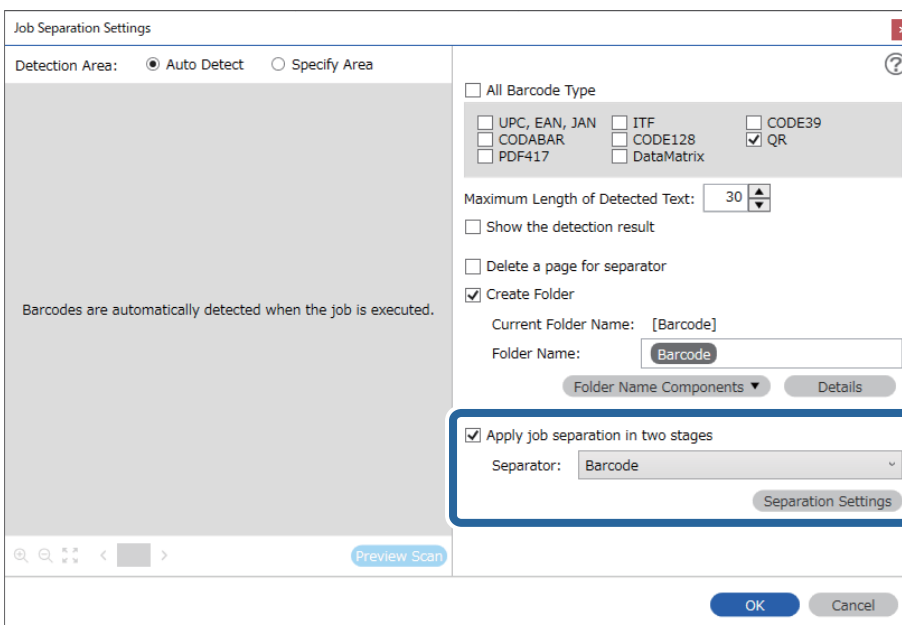 Job Separation Settings
Detection Area: Auto Detect Specify Area
?
All Barcode Type
UPC, EAN, JAN ITF CODE39
CODABAR CODE128 QR
PDF417 DataMatrix
Maximum Length of Detected Text: 30
Show the detection result
Delete a page for separator
Create Folder
Barcodes are automatically detected when the job is executed.
Current Folder Name: [Barcode]
Folder Name: Barcode
Folder Name Components ▼ Details
Apply job separation in two stages
Separator: Barcode
Separation Settings
Preview Scan
OK Cancel